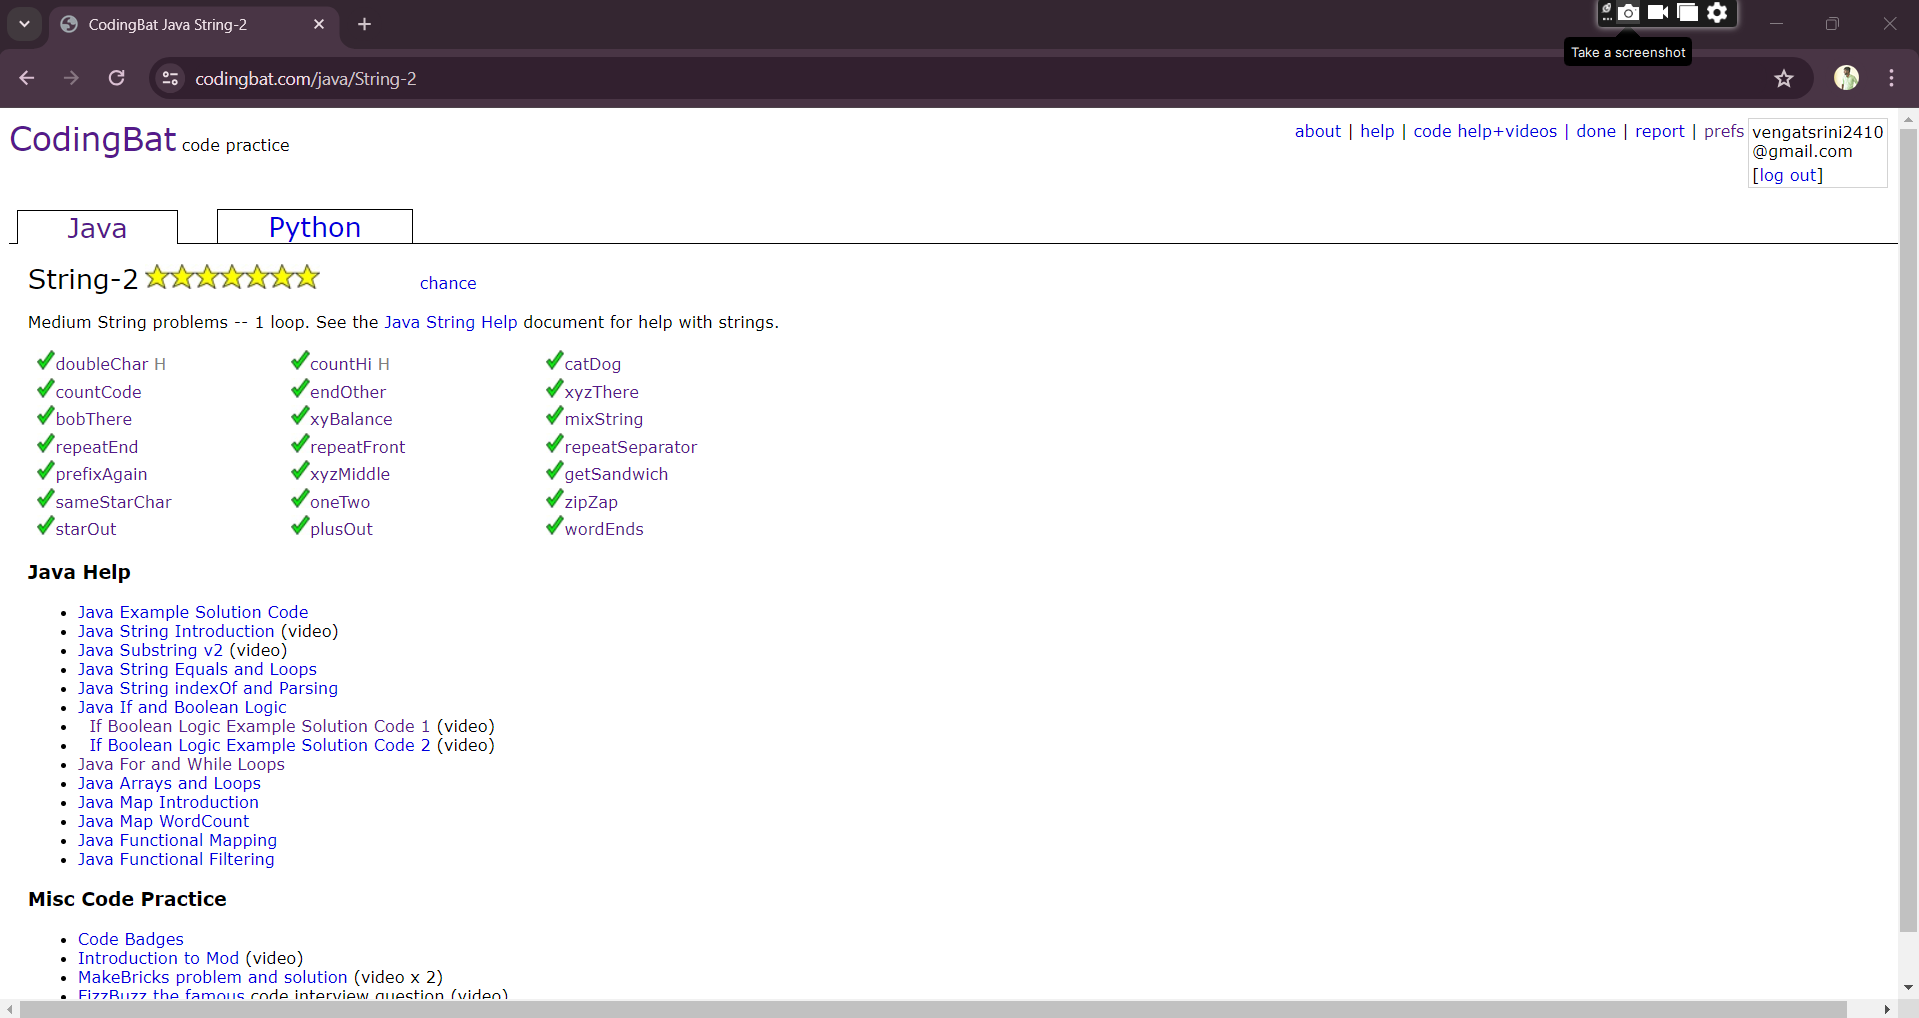 CodingBat Java String-2
Take a screenshot
codingbat.com/java/String-2
CodingBat code practice
about | help | code help+videos | done | report | prefs
vengatsrini2410
@gmail.com
[log out]
Java
Python
String-2
chance
Medium String problems -- 1 loop. See the Java String Help document for help with strings.
doubleChar H countHi H catDog
countCode endOther xyzThere
bobThere xyBalance mixString
repeatEnd repeatFront repeatSeparator
prefixAgain xyzMiddle getSandwich
sameStarChar oneTwo zipZap
starOut plusOut wordEnds
Java Help
Java Example Solution Code
Java String Introduction (video)
Java Substring v2 (video)
Java String Equals and Loops
Java String indexOf and Parsing
Java If and Boolean Logic
If Boolean Logic Example Solution Code 1 (video)
If Boolean Logic Example Solution Code 2 (video)
Java For and While Loops
Java Arrays and Loops
Java Map Introduction
Java Map WordCount
Java Functional Mapping
Java Functional Filtering
Misc Code Practice
Code Badges
Introduction to Mod (video)
MakeBricks problem and solution (video x 2)
FizzBuzz the famous code interview question (video)